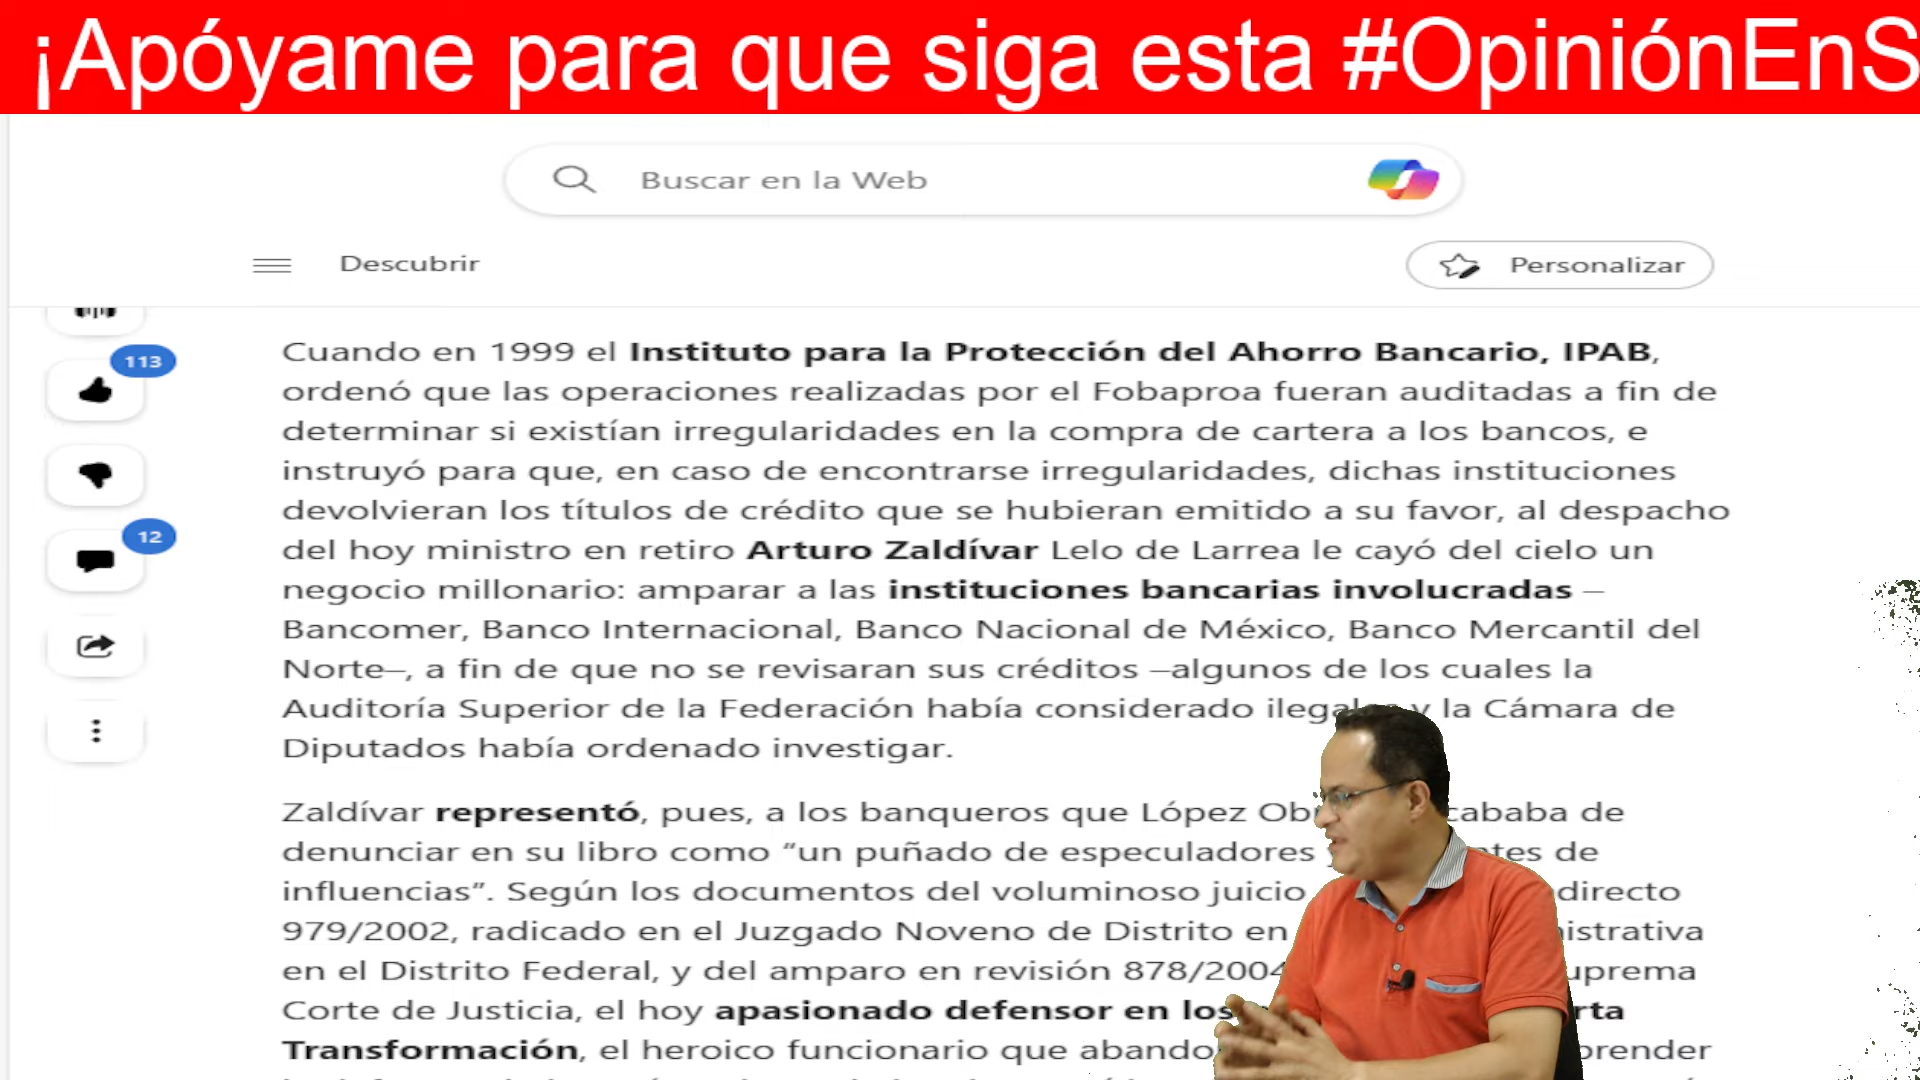 ¡Apóyame para que siga esta #OpiniónEnS
Buscar en la Web
Descubrir
Personalizar
113
12
Cuando en 1999 el Instituto para la Protección del Ahorro Bancario, IPAB,
ordenó que las operaciones realizadas por el Fobaproa fueran auditadas a fin de
determinar si existían irregularidades en la compra de cartera a los bancos, e
instruyó para que, en caso de encontrarse irregularidades, dichas instituciones
devolvieran los títulos de crédito que se hubieran emitido a su favor, al despacho
del hoy ministro en retiro Arturo Zaldívar Lelo de Larrea le cayó del cielo un
negocio millonario: amparar a las instituciones bancarias involucradas –
Bancomer, Banco Internacional, Banco Nacional de México, Banco Mercantil del
Norte–, a fin de que no se revisaran sus créditos –algunos de los cuales la
Auditoría Superior de la Federación había considerado ilegales y la Cámara de
Diputados había ordenado investigar.
Zaldívar representó, pues, a los banqueros que López Ob cababa de
denunciar en su libro como “un puñado de especuladores y ntes de
influencias”. Según los documentos del voluminoso juicio directo
979/2002, radicado en el Juzgado Noveno de Distrito en nistrativa
en el Distrito Federal, y del amparo en revisión 878/2004 uprema
Corte de Justicia, el hoy apasionado defensor en los rta
Transformación, el heroico funcionario que abando prender